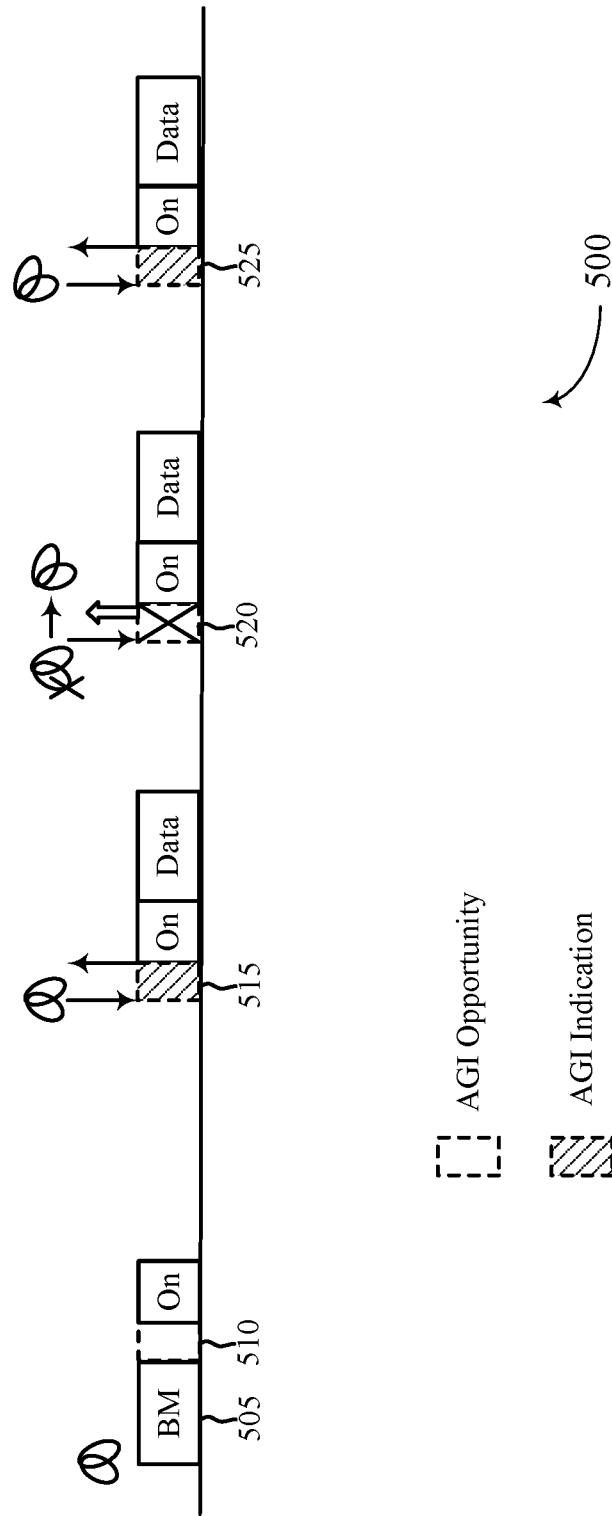 BM
On
On
Data
On
Data
On
Data
505
510
515
520
525
AGI Opportunity
AGI Indication
500